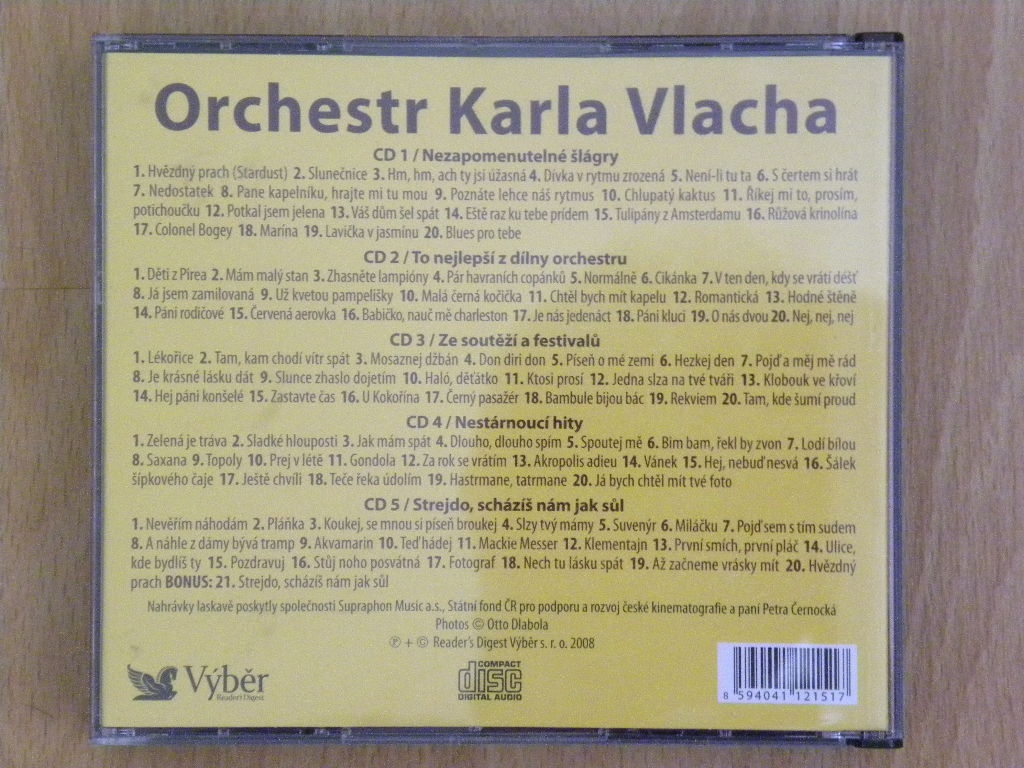 Orchestr Karla Vlacha
CD 1 / Nezapomenutelné šlágry
1. Hvězdný prach (Stardust) 2. Slunečnice 3. Hm, hm, ach ty jsi úžasná 4. Dívka v rytmu zrozená 5. Není-li tu ta 6. S čertem si hrát
7. Nedostatek 8. Pane kapelníku, hrajte mi tu mou 9. Poznáte lehce náš rytmus 10. Chlupatý kaktus 11. Říkej mi to, prosím,
potichoučku 12. Potkal jsem jelena 13. Váš dům šel spát 14. Eště raz ku tebe prídem 15. Tulipány z Amsterdamu 16. Růžová krinolína
17. Colonel Bogey 18. Marína 19. Lavička v jasmínu 20. Blues pro tebe
CD 2 / To nejlepší z dílny orchestru
1. Děti z Pirea 2. Mám malý stan 3. Zhasněte lampióny 4. Pár havraních copánků 5. Normálně 6. Cikánka 7. V ten den, kdy se vrátí déšť
8. Já jsem zamilovaná 9. Už kvetou pampelišky 10. Malá černá kočička 11. Chtěl bych mít kapelu 12. Romantická 13. Hodné štěně
14. Páni rodičové 15. Červená aerovka 16. Babičko, nauč mě charleston 17. Je nás jedenáct 18. Páni kluci 19. O nás dvou 20. Nej, nej, nej
CD 3 / Ze soutěží a festivalů
1. Lékořice 2. Tam, kam chodí vítr spát 3. Mosaznej džbán 4. Don diri don 5. Píseň o mé zemi 6. Hezkej den 7. Pojď a měj mě rád
8. Je krásné lásku dát 9. Slunce zhaslo dojetím 10. Haló, děťátko 11. Ktosi prosí 12. Jedna slza na tvé tváři 13. Klobouk ve křoví
14. Hej páni konšelé 15. Zastavte čas 16. U Kokořína 17. Černý pasažér 18. Bambule bijou bác 19. Rekviem 20. Tam, kde šumí proud
CD 4 / Nestárnoucí hity
1. Zelená je tráva 2. Sladké hlouposti 3. Jak mám spát 4. Dlouho, dlouho spím 5. Spoutej mě 6. Bim bam, řekl by zvon 7. Lodí bílou
8. Saxana 9. Topoly 10. Prej v létě 11. Gondola 12. Za rok se vrátím 13. Akropolis adieu 14. Vánek 15. Hej, nebuď nesvá 16. Šálek
šípkového čaje 17. Ještě chvíli 18. Teče řeka údolím 19. Hastrmane, tatrmane 20. Já bych chtěl mít tvé foto
CD 5 / Strejdo, scházíš nám jak sůl
1. Nevěřím náhodám 2. Pláňka 3. Koukej, se mnou si píseň broukej 4. Slzy tvý mámy 5. Suvenýr 6. Miláčku 7. Pojď sem s tím sudem
8. A náhle z dámy bývá tramp 9. Akvamarin 10. Teď hádej 11. Mackie Messer 12. Klementajn 13. První smích, první pláč 14. Ulice,
kde bydlíš ty 15. Pozdravuj 16. Stůj noho posvátná 17. Fotograf 18. Nech tu lásku spát 19. Až začneme vrásky mít 20. Hvězdný
prach BONUS: 21. Strejdo, scházíš nám jak sůl
Nahrávky laskavě poskytly společnosti Supraphon Music a.s., Státní fond ČR pro podporu a rozvoj české kinematografie a paní Petra Černocká
Photos © Otto Dlabola
℗ + © Reader's Digest Výběr s. r. o. 2008
Výběr
Reader's Digest
COMPACT
disc
DIGITAL AUDIO
8 594041 121517